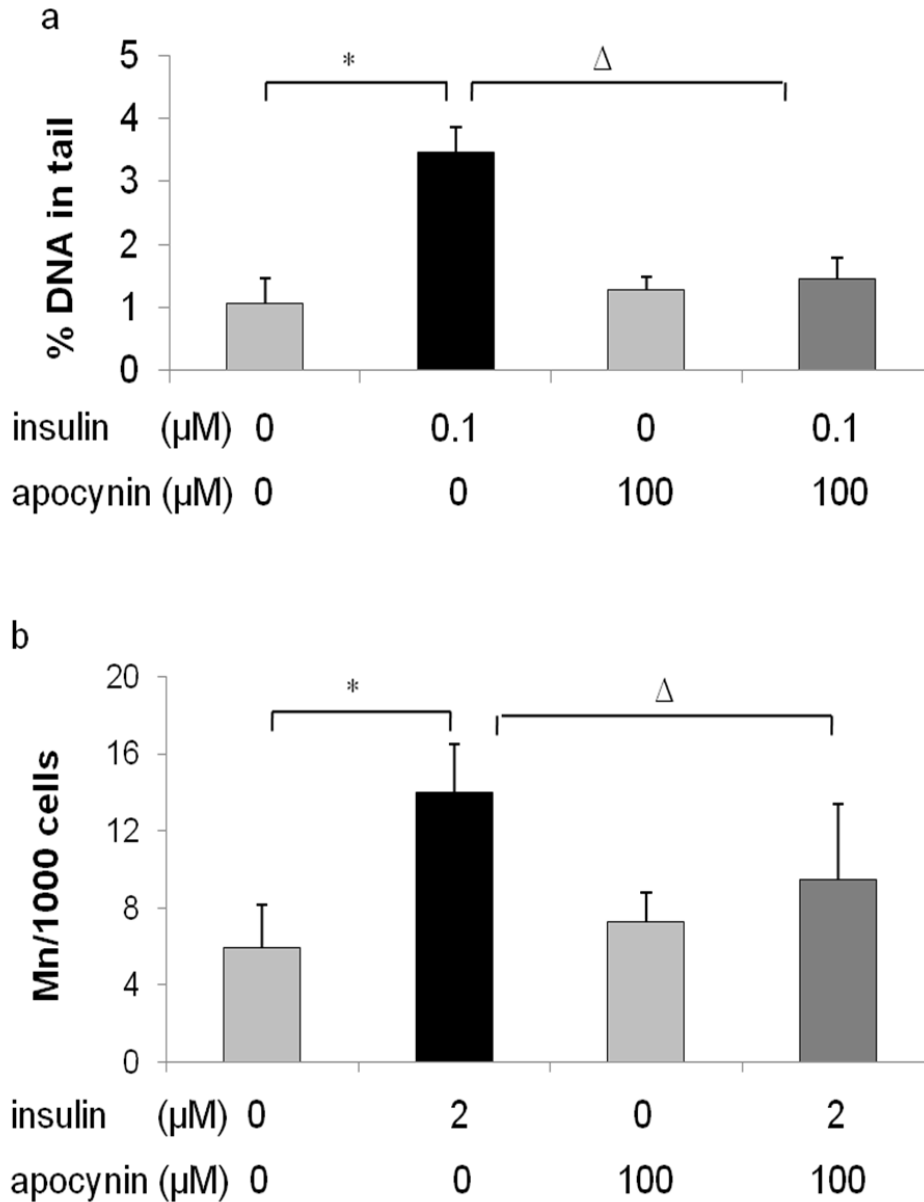 a
5
* Δ
4
3
2
1
0
% DNA in tail
insulin (µM) 0 0.1 0 0.1
apocynin (µM) 0 0 100 100
b
20
* Δ
16
12
8
4
0
Mn/1000 cells
insulin (µM) 0 2 0 2
apocynin (µM) 0 0 100 100